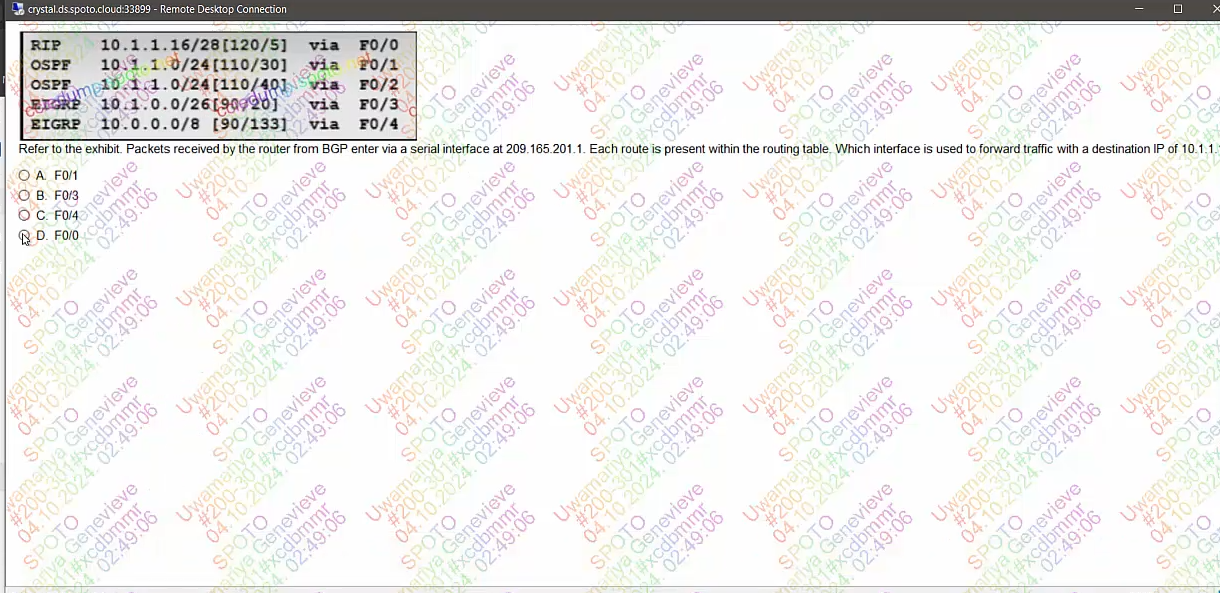 crystal.ds.spoto.cloud:33899 - Remote Desktop Connection
RIP 10.1.1.16/28[120/5] via F0/0
OSPF 10.1.1.0/24[110/30] via F0/1
OSPF 10.1.1.0/24[110/40] via F0/2
EIGRP 10.1.0.0/26[90/20] via F0/3
EIGRP 10.0.0.0/8 [90/133] via F0/4
Refer to the exhibit. Packets received by the router from BGP enter via a serial interface at 209.165.201.1. Each route is present within the routing table. Which interface is used to forward traffic with a destination IP of 10.1.1.
A. F0/1
B. F0/3
C. F0/4
D. F0/0
Uwamariya Genevieve
#200-301#xcdbmmr
04.10.2024. 02:49:06
SPOTO